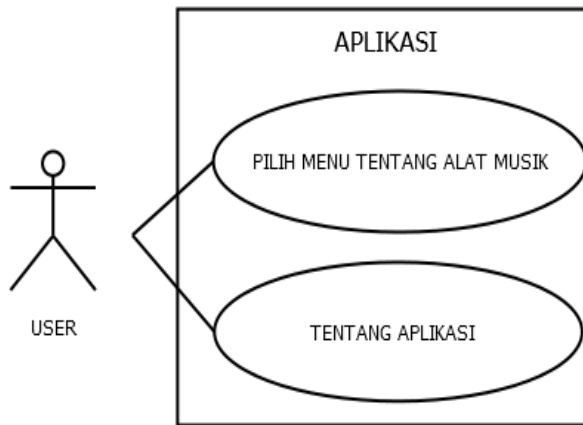 APLIKASI
PILIH MENU TENTANG ALAT MUSIK
USER
TENTANG APLIKASI